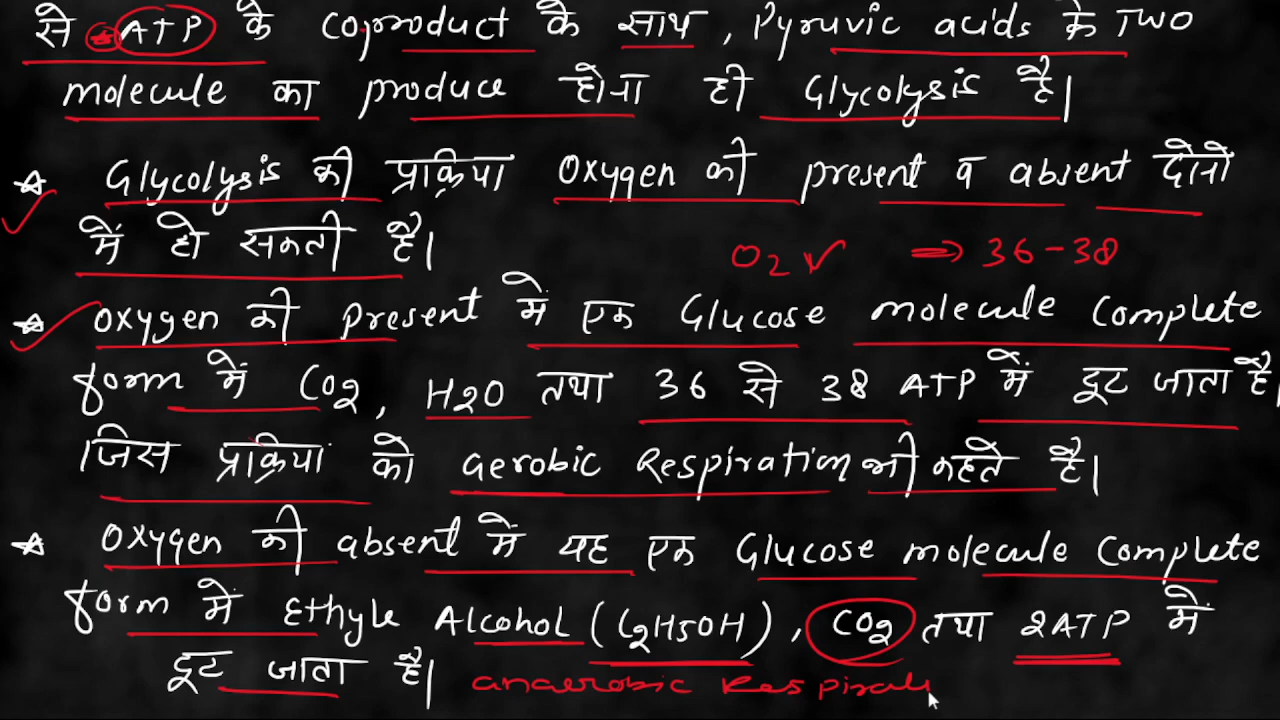 से ATP के coproduct के साथ, Pyruvic acids के Two
molecule का produce होना ही Glycolysis है।
☆ Glycolysis की प्रक्रिया Oxygen की present व absent दोनो
में हो सकती है।
O2 ✓ ⇒ 36-38
☆ Oxygen की Present में एक Glucose molecule Complete
form में CO2, H2O तथा 36 से 38 ATP में टूट जाता है
जिस प्रक्रिया को aerobic Respiration भी कहते है।
☆ Oxygen की absent में यह एक Glucose molecule Complete
form में Ethyle Alcohol (C2H5OH), CO2 तथा 2ATP में
टूट जाता है।
anaerobic Respirati